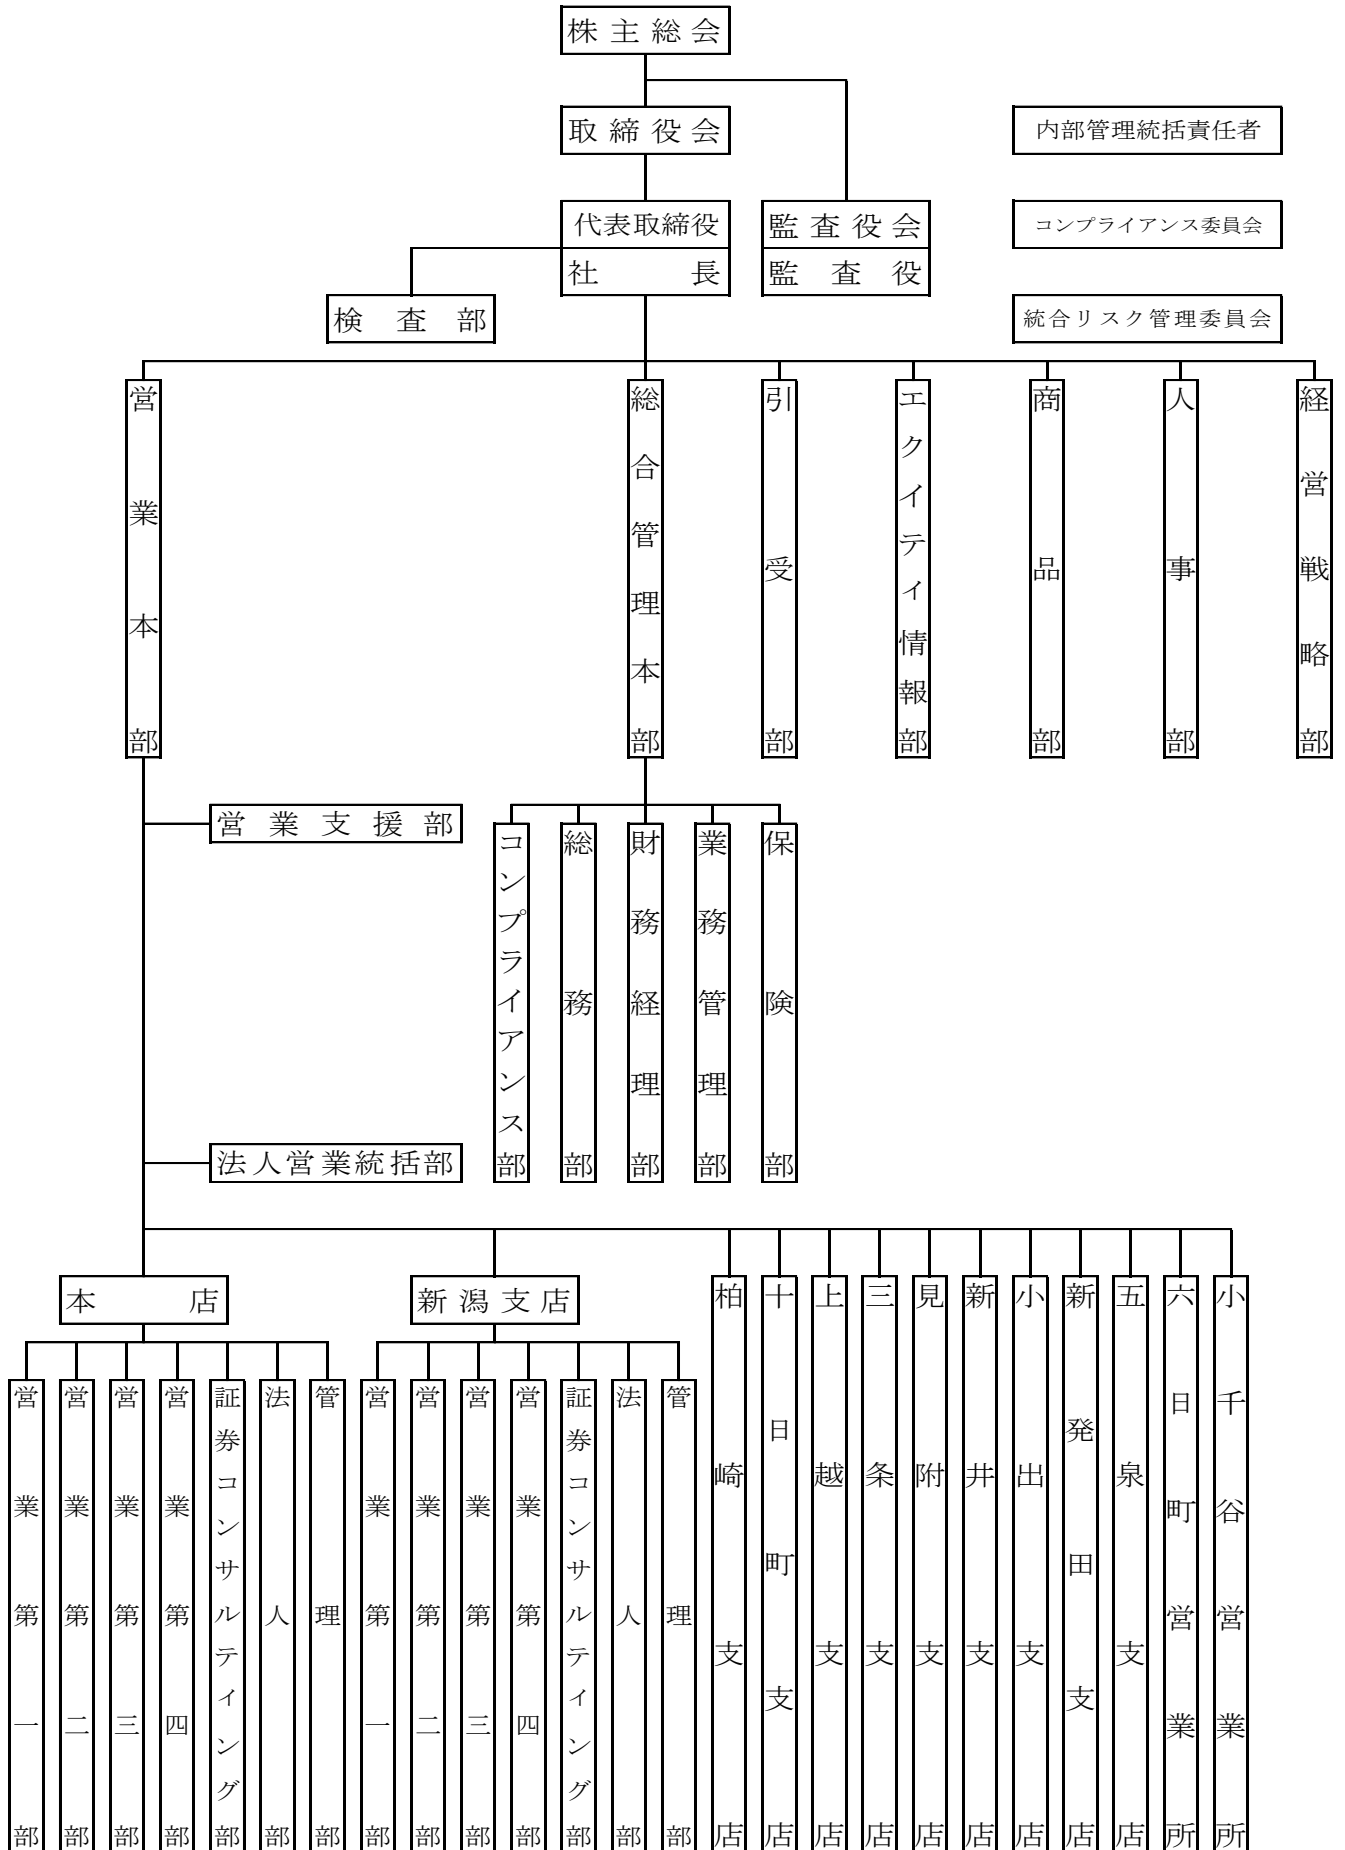 株主総会
取締役会
内部管理統括責任者
代表取締役
社長
監査役会
監査役
コンプライアンス委員会
検査部
統合リスク管理委員会
営業本部
総合管理本部
引受部
エクイティ情報部
商品部
人事部
経営戦略部
営業支援部
コンプライアンス部
総務部
財務経理部
業務管理部
保険部
法人営業統括部
本店
新潟支店
柏崎支店
十日町支店
上越支店
三条支店
見附支店
新井支店
小出支店
新発田支店
五泉支店
六日町営業所
小千谷営業所
営業第一部
営業第二部
営業第三部
営業第四部
証券コンサルティング部
法人部
管理部
営業第一部
営業第二部
営業第三部
営業第四部
証券コンサルティング部
法人部
管理部